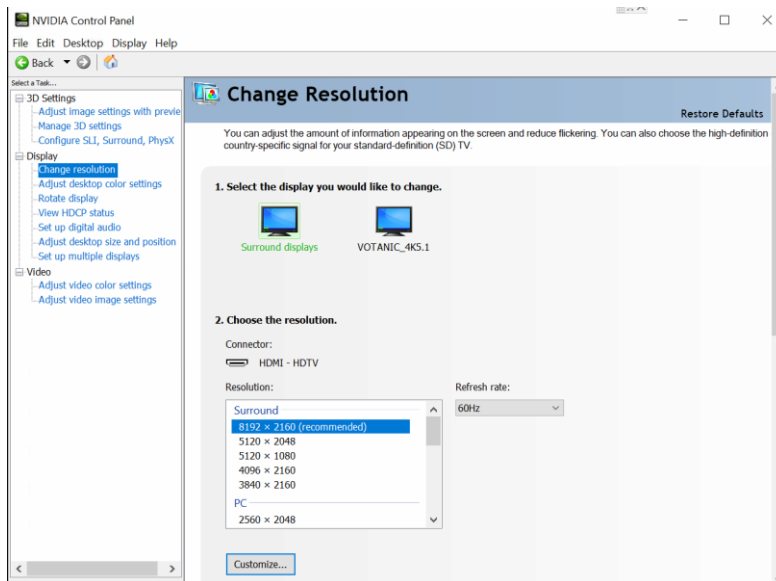 NVIDIA Control Panel
File Edit Desktop Display Help
Back
Select a Task...
3D Settings
Adjust image settings with previe
Manage 3D settings
Configure SLI, Surround, PhysX
Display
Change resolution
Adjust desktop color settings
Rotate display
View HDCP status
Set up digital audio
Adjust desktop size and position
Set up multiple displays
Video
Adjust video color settings
Adjust video image settings
Change Resolution
Restore Defaults
You can adjust the amount of information appearing on the screen and reduce flickering. You can also choose the high-definition
country-specific signal for your standard-definition (SD) TV.
1. Select the display you would like to change.
Surround displays VOTANIC_4K5.1
2. Choose the resolution.
Connector:
HDMI - HDTV
Resolution: Refresh rate:
Surround 60Hz
8192 × 2160 (recommended)
5120 × 2048
5120 × 1080
4096 × 2160
3840 × 2160
PC
2560 × 2048
Customize...